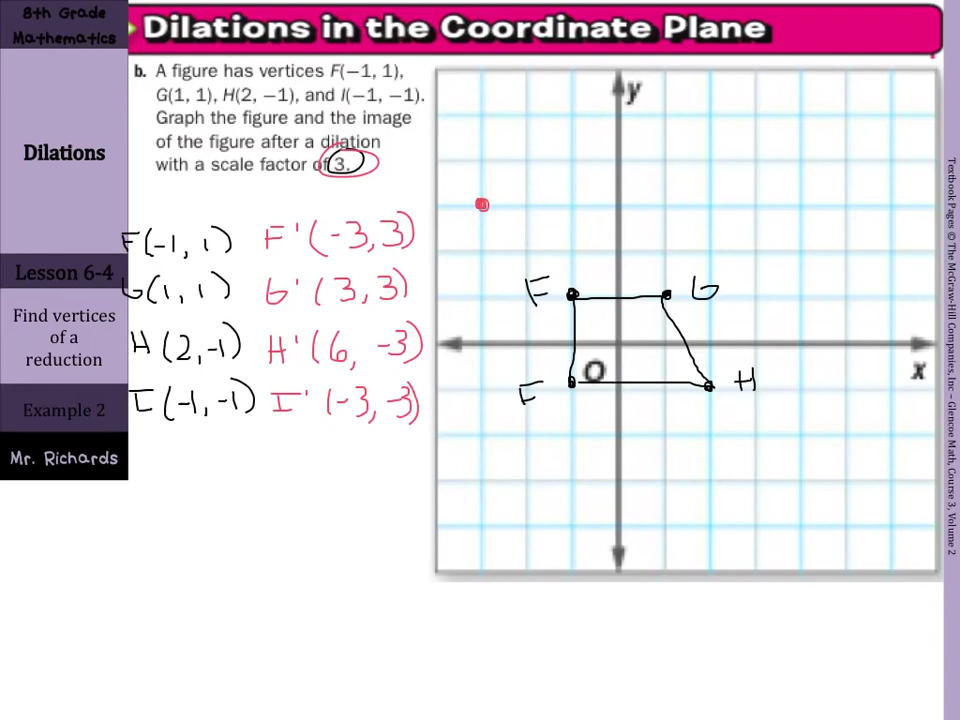 8th Grade
Mathematics
Dilations in the Coordinate Plane
Dilations
Lesson 6-4
Find vertices
of a
reduction
Example 2
Mr. Richards
b. A figure has vertices F(−1, 1),
G(1, 1), H(2, −1), and I(−1, −1).
Graph the figure and the image
of the figure after a dilation
with a scale factor of 3.
F(-1, 1) F'(-3, 3)
G(1, 1) G'(3, 3)
H(2, -1) H'(6, -3)
I(-1, -1) I'(-3, -3)
y
F G
O x
I H
Textbook Pages © The McGraw-Hill Companies, Inc – Glencoe Math, Course 3, Volume 2